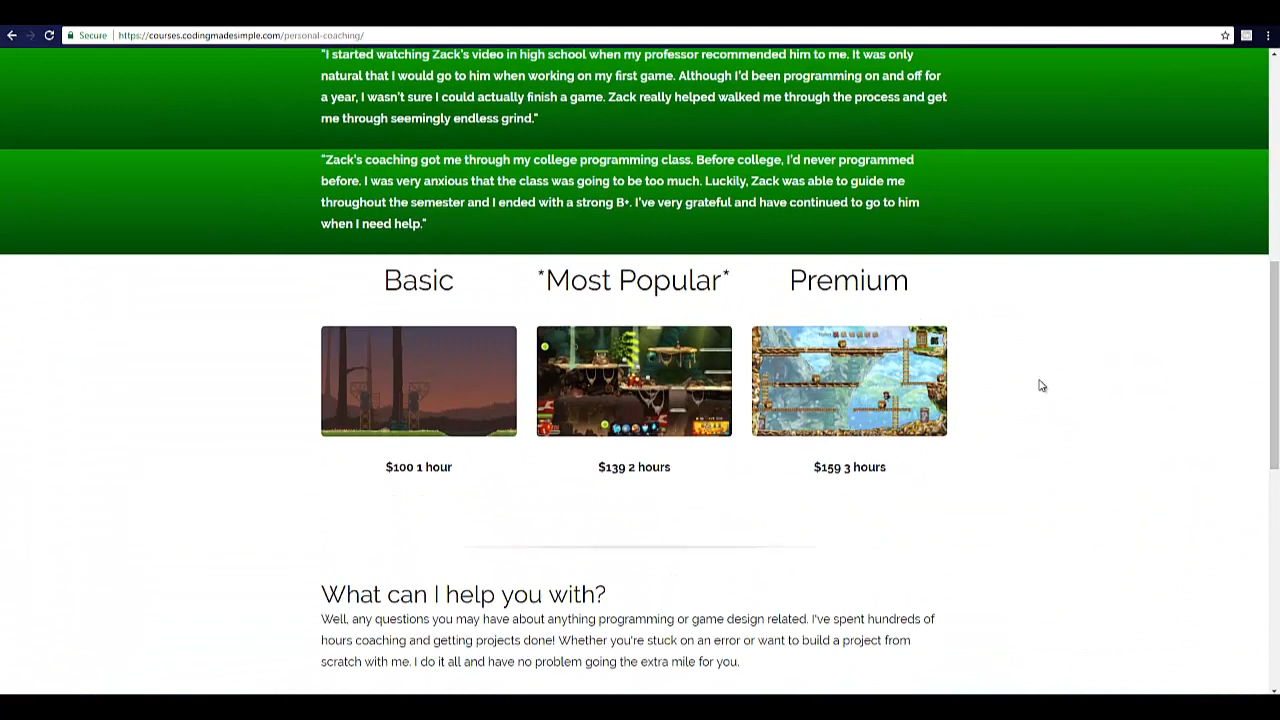 Secure
https://courses.codingmadesimple.com/personal-coaching/
"I started watching Zack's video in high school when my professor recommended him to me. It was only
natural that I would go to him when working on my first game. Although I'd been programming on and off for
a year, I wasn't sure I could actually finish a game. Zack really helped walked me through the process and get
me through seemingly endless grind."
"Zack's coaching got me through my college programming class. Before college, I'd never programmed
before. I was very anxious that the class was going to be too much. Luckily, Zack was able to guide me
throughout the semester and I ended with a strong B+. I've very grateful and have continued to go to him
when I need help."
Basic
*Most Popular*
Premium
$100 1 hour
$139 2 hours
$159 3 hours
What can I help you with?
Well, any questions you may have about anything programming or game design related. I've spent hundreds of
hours coaching and getting projects done! Whether you're stuck on an error or want to build a project from
scratch with me. I do it all and have no problem going the extra mile for you.